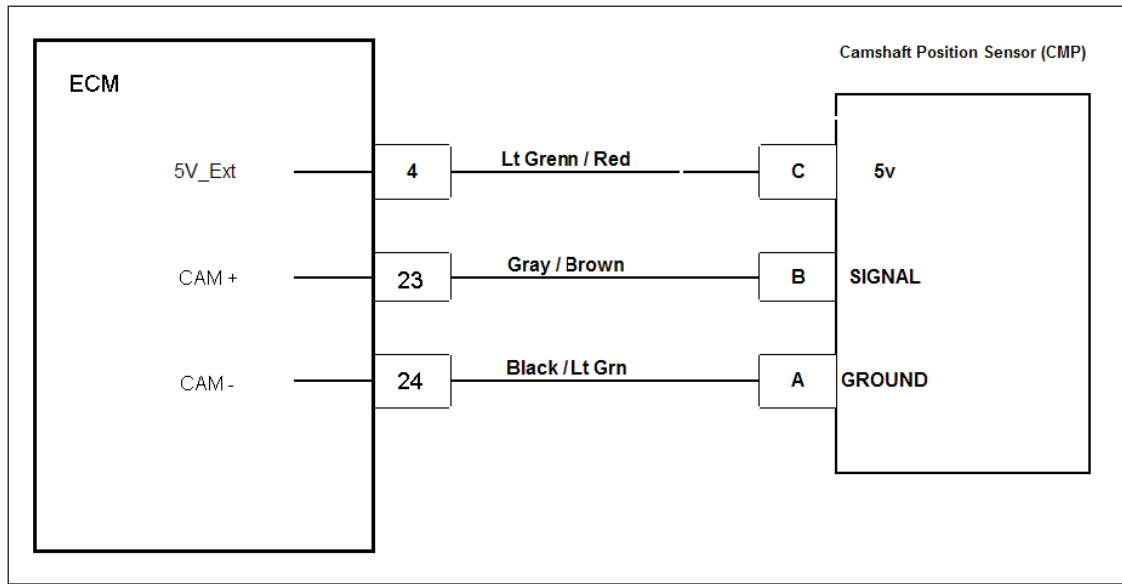 Camshaft Position Sensor (CMP)
ECM
5V_Ext
4
Lt Grenn / Red
C
5v
CAM +
23
Gray / Brown
B
SIGNAL
CAM -
24
Black / Lt Grn
A
GROUND